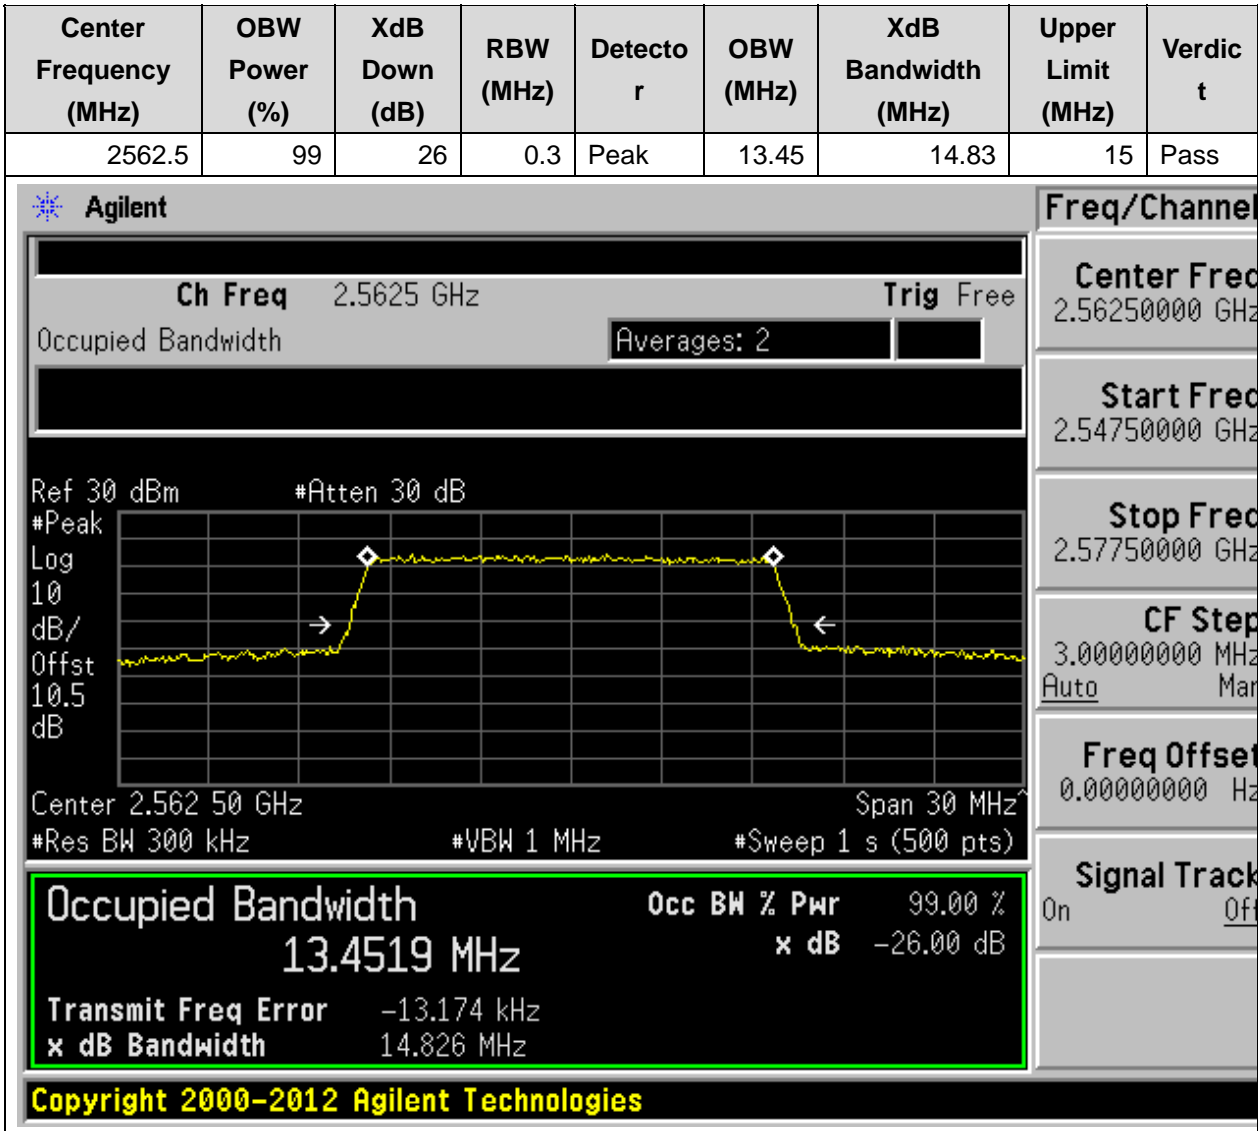 Center Frequency (MHz) OBW Power (%) XdB Down (dB) RBW (MHz) Detector OBW (MHz) XdB Bandwidth (MHz) Upper Limit (MHz) Verdict
2562.5 99 26 0.3 Peak 13.45 14.83 15 Pass
Agilent
Freq/Channel
Ch Freq 2.5625 GHz Trig Free
Occupied Bandwidth Averages: 2
Center Freq
2.56250000 GHz
Start Freq
2.54750000 GHz
Stop Freq
2.57750000 GHz
CF Step
3.00000000 MHz
Auto Man
Freq Offset
0.00000000 Hz
Signal Track
On Off
Ref 30 dBm #Atten 30 dB
#Peak
Log
10
dB/
Offst
10.5
dB
Center 2.562 50 GHz Span 30 MHz^
#Res BW 300 kHz #VBW 1 MHz #Sweep 1 s (500 pts)
Occupied Bandwidth
13.4519 MHz
Occ BW % Pwr 99.00 %
x dB -26.00 dB
Transmit Freq Error -13.174 kHz
x dB Bandwidth 14.826 MHz
Copyright 2000-2012 Agilent Technologies